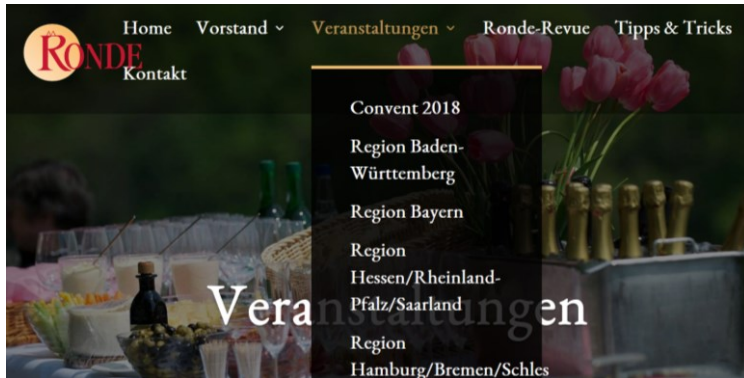 RONDE
Home Vorstand Veranstaltungen Ronde-Revue Tipps & Tricks
Kontakt
Convent 2018
Region Baden-
Württemberg
Region Bayern
Region
Hessen/Rheinland-
Pfalz/Saarland
Region
Hamburg/Bremen/Schles
Veranstaltungen